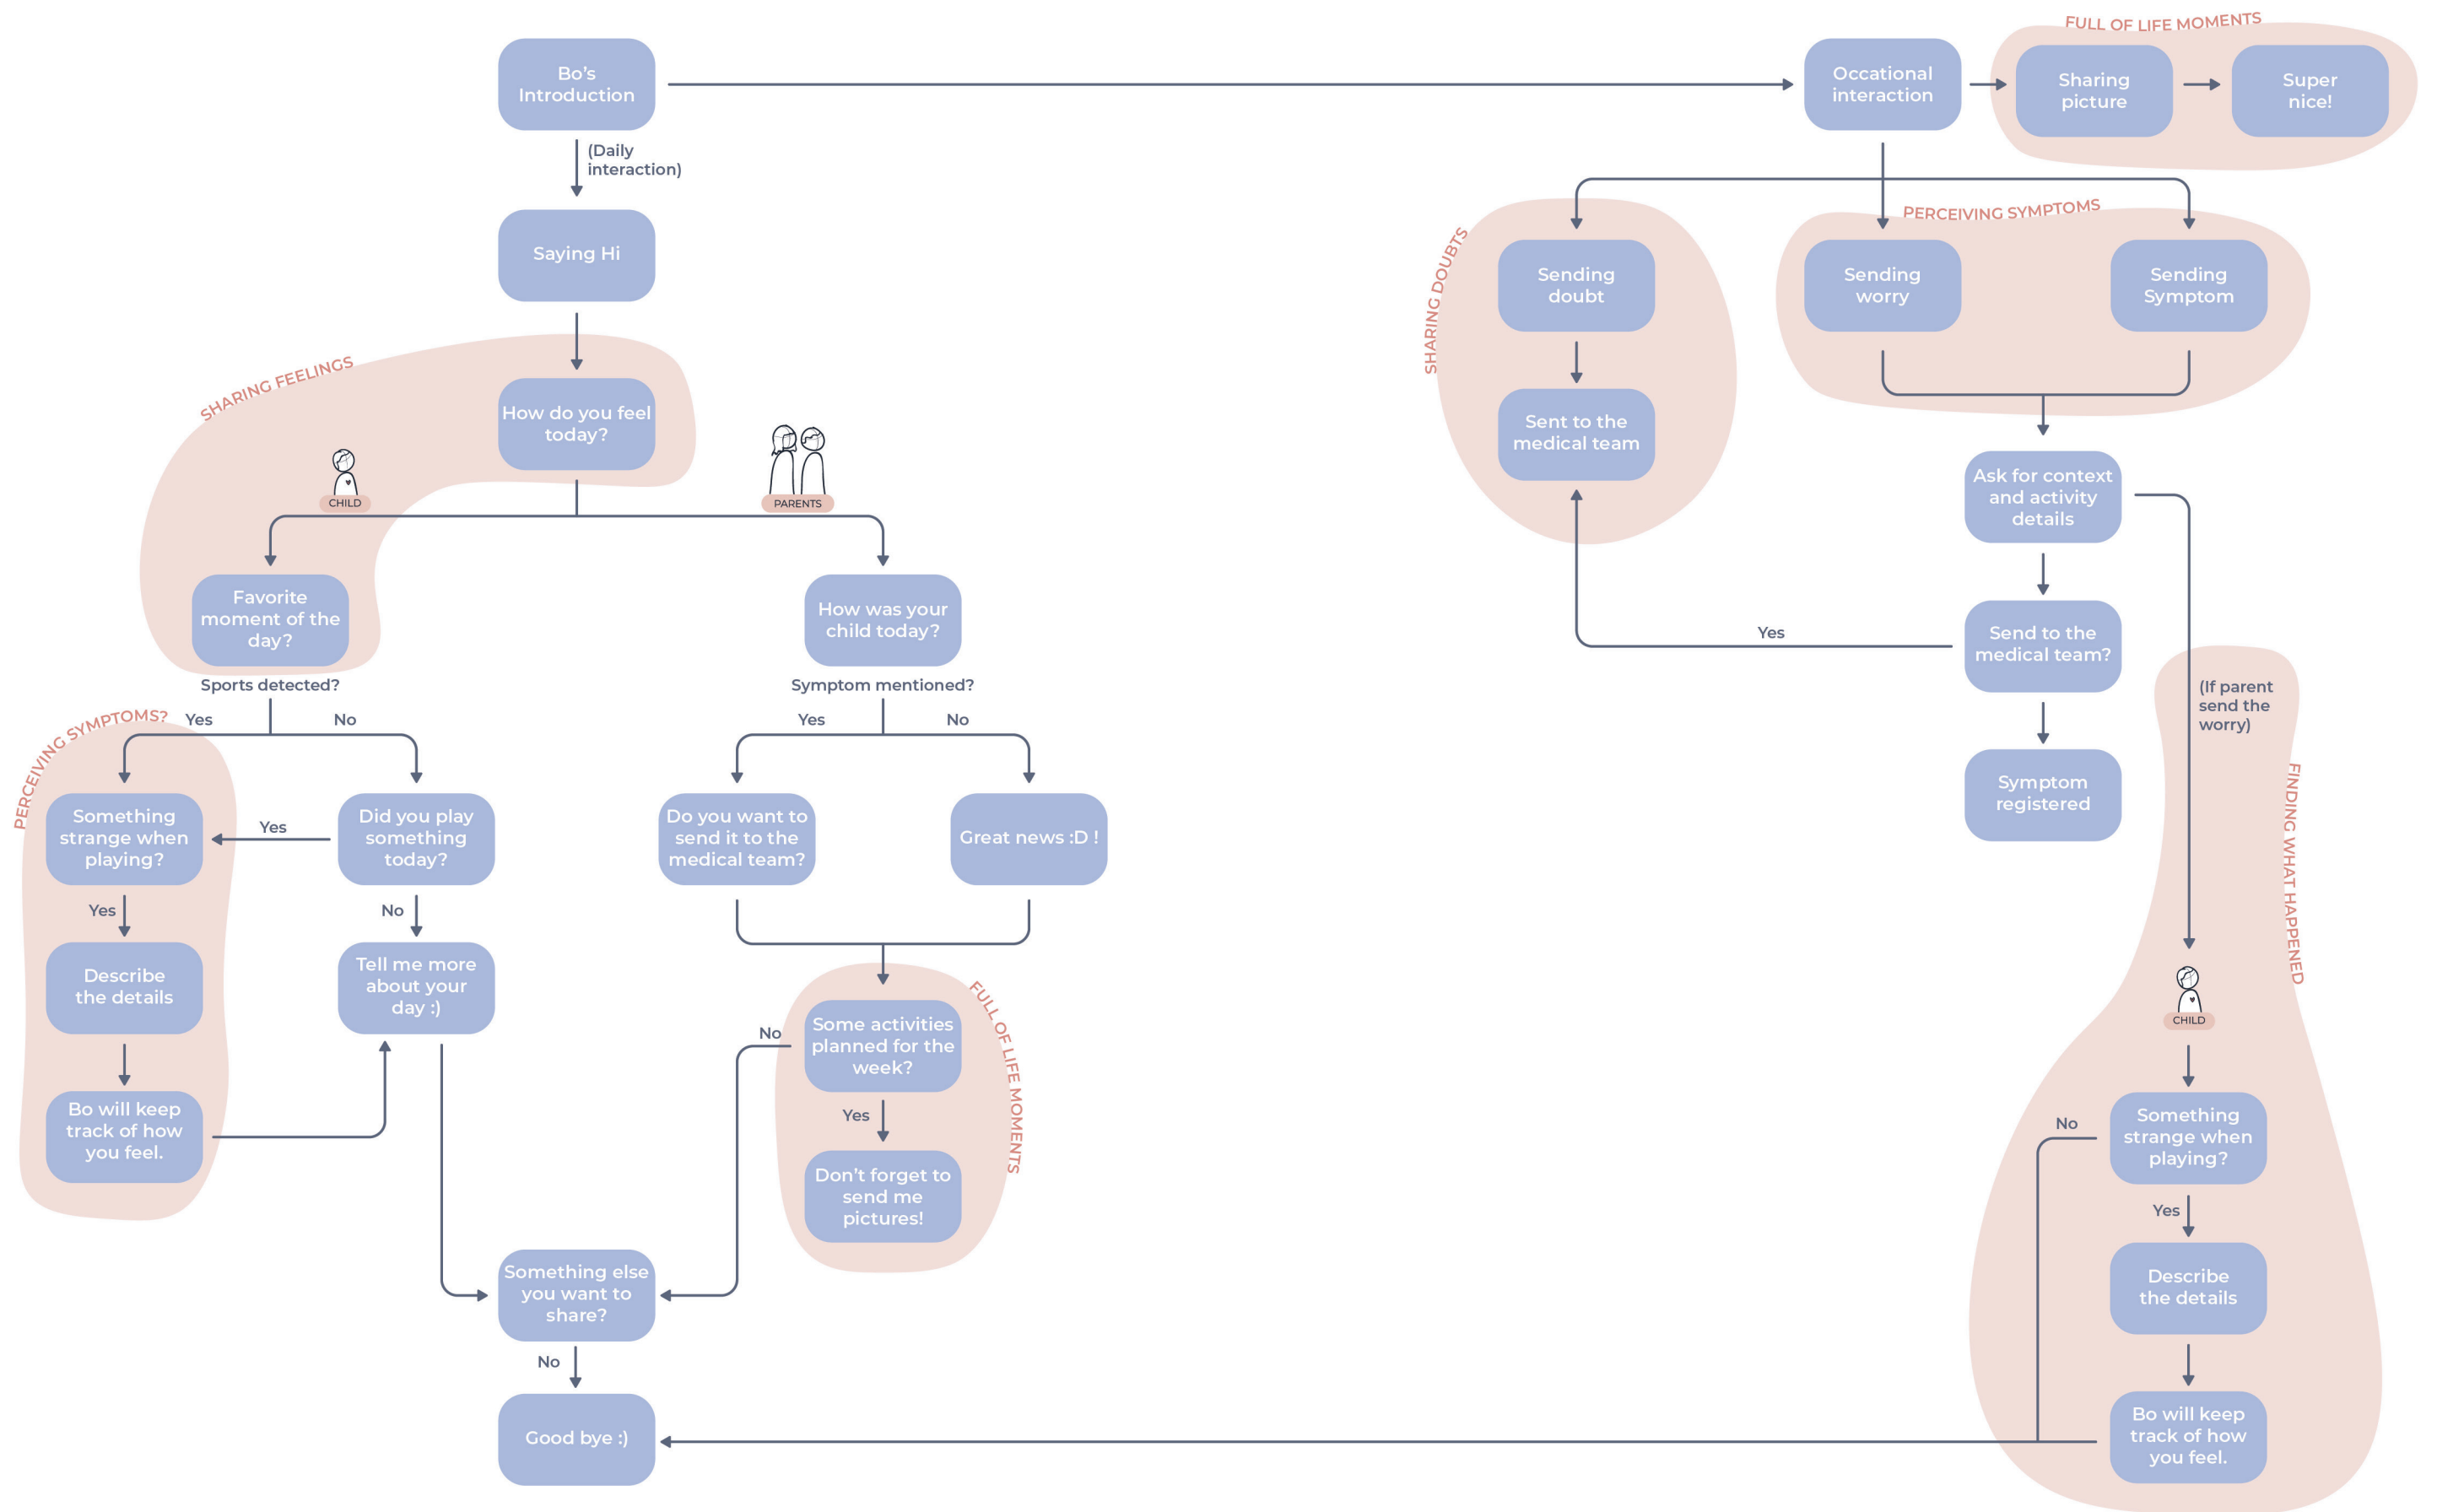 FULL OF LIFE MOMENTS
Bo's
Introduction
Occational
interaction
Sharing
picture
Super
nice!
(Daily
interaction)
Saying Hi
SHARING DOUBTS
PERCEIVING SYMPTOMS
Sending
doubt
Sending
worry
Sending
Symptom
SHARING FEELINGS
How do you feel
today?
Sent to the
medical team
CHILD
PARENTS
Ask for context
and activity
details
Favorite
moment of the
day?
How was your
child today?
Yes
Send to the
medical team?
(If parent
send the
worry)
Sports detected?
Symptom mentioned?
Yes
No
Yes
No
PERCEIVING SYMPTOMS?
Symptom
registered
FINDING WHAT HAPPENED
Something
strange when
playing?
Yes
Did you play
something
today?
Do you want to
send it to the
medical team?
Great news :D !
Yes
No
Describe
the details
Tell me more
about your
day :)
FULL OF LIFE MOMENTS
CHILD
No
Some activities
planned for the
week?
Bo will keep
track of how
you feel.
Yes
No
Something
strange when
playing?
Don't forget to
send me
pictures!
Yes
Something else
you want to
share?
Describe
the details
No
Good bye :)
Bo will keep
track of how
you feel.